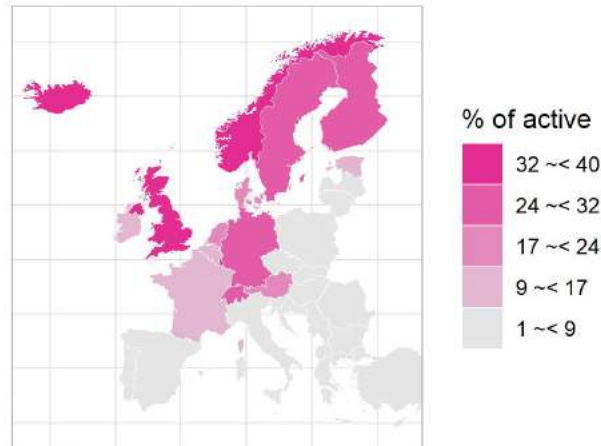 % of active
32 ~< 40
24 ~< 32
17 ~< 24
9 ~< 17
1 ~< 9